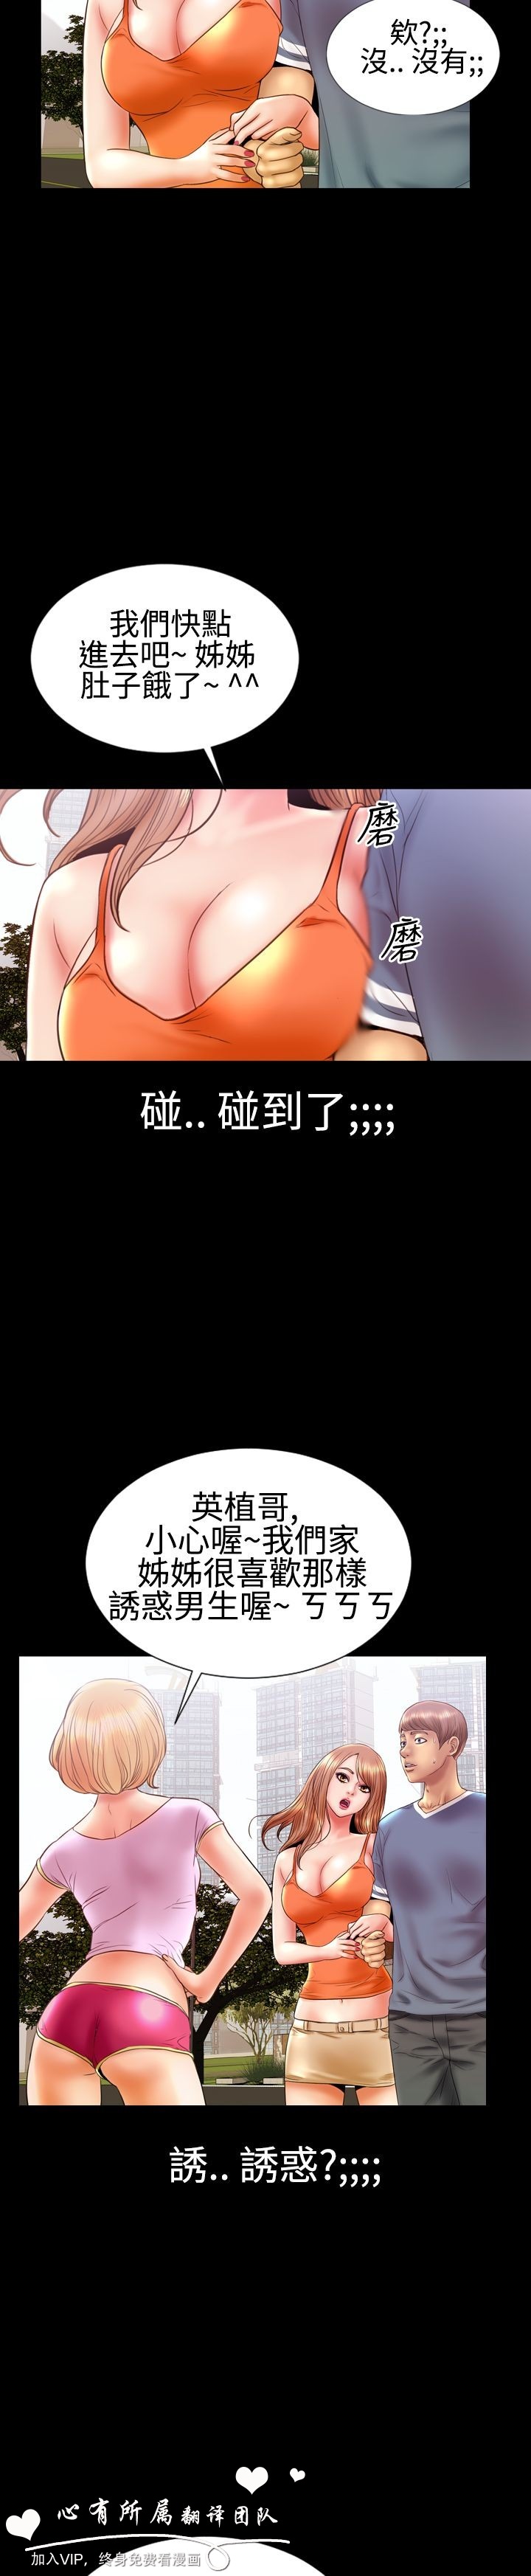 欸?;;
沒.. 沒有;;
我們快點
進去吧~ 姊姊
肚子餓了~ ^^
磨
磨
碰.. 碰到了;;;;
英植哥,
小心喔~我們家
姊姊很喜歡那樣
誘惑男生喔~ ㄎㄎㄎ
誘.. 誘惑?;;;;
心有所属翻译团队
加入VIP，终身免费看漫画